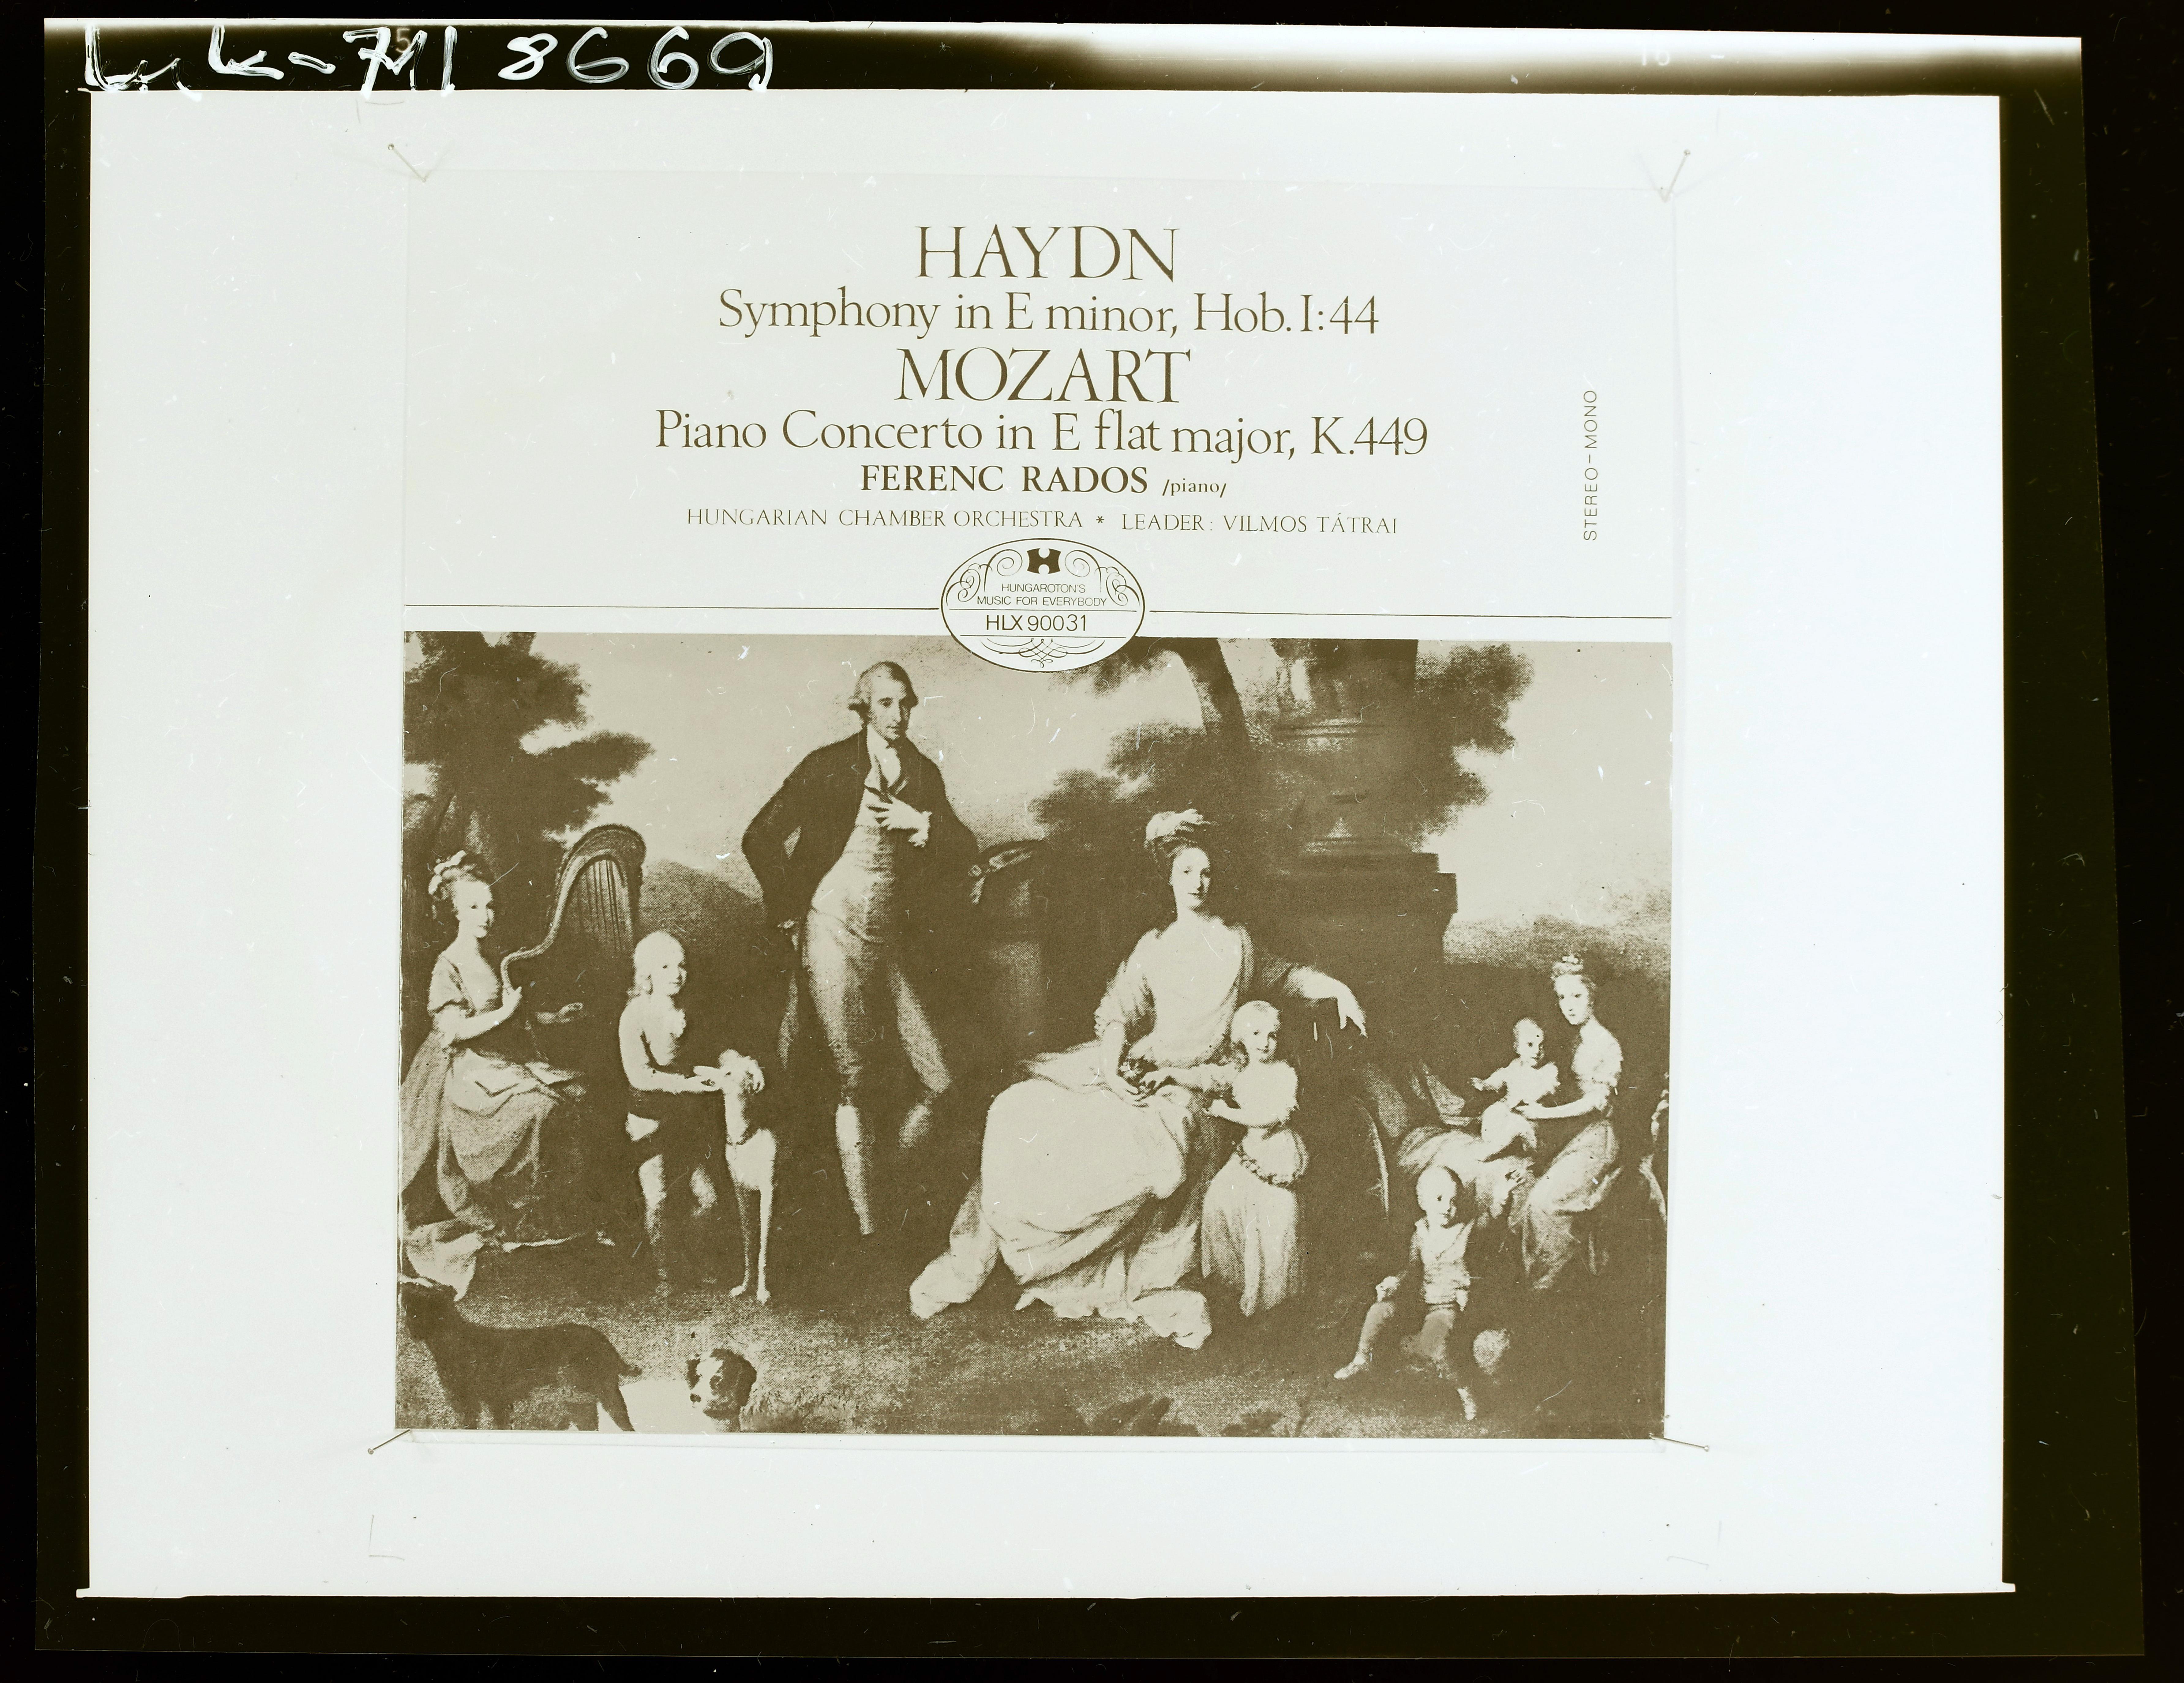 8669
HAYDN
Symphony in E minor, Hob. I:44
MOZART
Piano Concerto in E flat major, K.449
FERENC RADOS /piano/
HUNGARIAN CHAMBER ORCHESTRA * LEADER: VILMOS TÁTRAI
STEREO-MONO
HUNGAROTON'S
MUSIC FOR EVERYBODY
HLX 90031